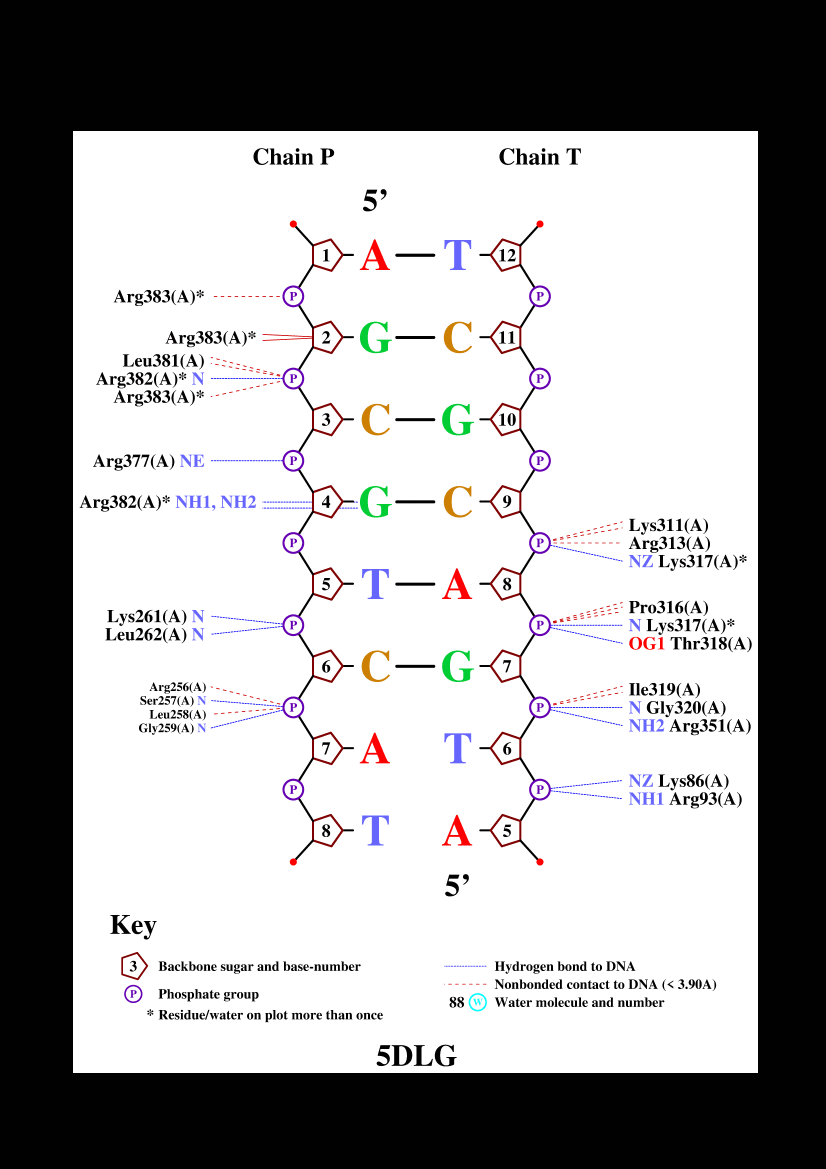 Chain P Chain T
5’
1 A T 12
Arg383(A)* P P
Arg383(A)* 2 G C 11
Leu381(A)
Arg382(A)* N P P
Arg383(A)*
3 C G 10
Arg377(A) NE P P
Arg382(A)* NH1, NH2 4 G C 9
Lys311(A)
P P Arg313(A)
NZ Lys317(A)*
5 T A 8
Pro316(A)
Lys261(A) N P P N Lys317(A)*
Leu262(A) N OG1 Thr318(A)
6 C G 7
Arg256(A) Ile319(A)
Ser257(A) N P P N Gly320(A)
Leu258(A)
Gly259(A) N NH2 Arg351(A)
7 A T 6
NZ Lys86(A)
P P NH1 Arg93(A)
8 T A 5
5’
Key
3 Backbone sugar and base-number Hydrogen bond to DNA
Nonbonded contact to DNA (< 3.90A)
P Phosphate group 88 W Water molecule and number
* Residue/water on plot more than once
5DLG